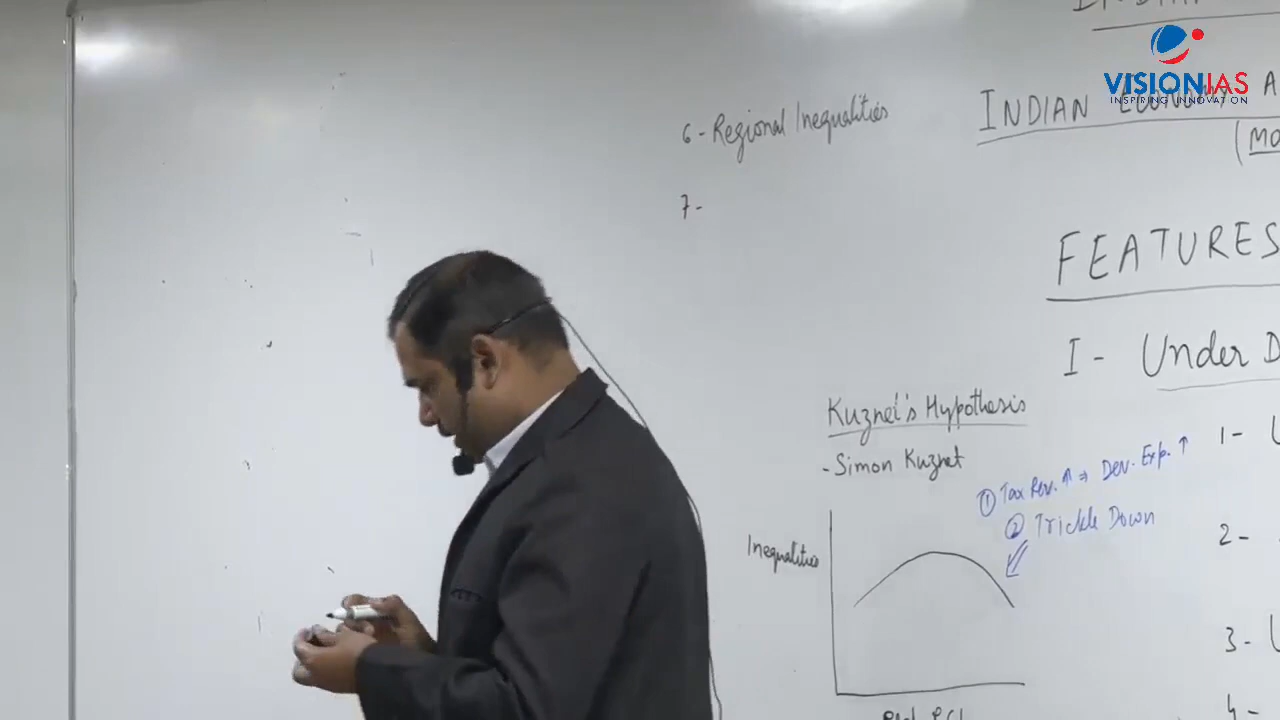 VISIONIAS
INSPIRING INNOVATION
INDIAN ECONOMY A
6 - Regional Inequalities
7 -
FEATURES
I - Under D
Kuznet's Hypothesis
- Simon Kuznet
1 -
① Tax Rev. ↑ ⇒ Dev. Exp. ↑
② Trickle Down
2 -
Inequalities
3 - U
4 -